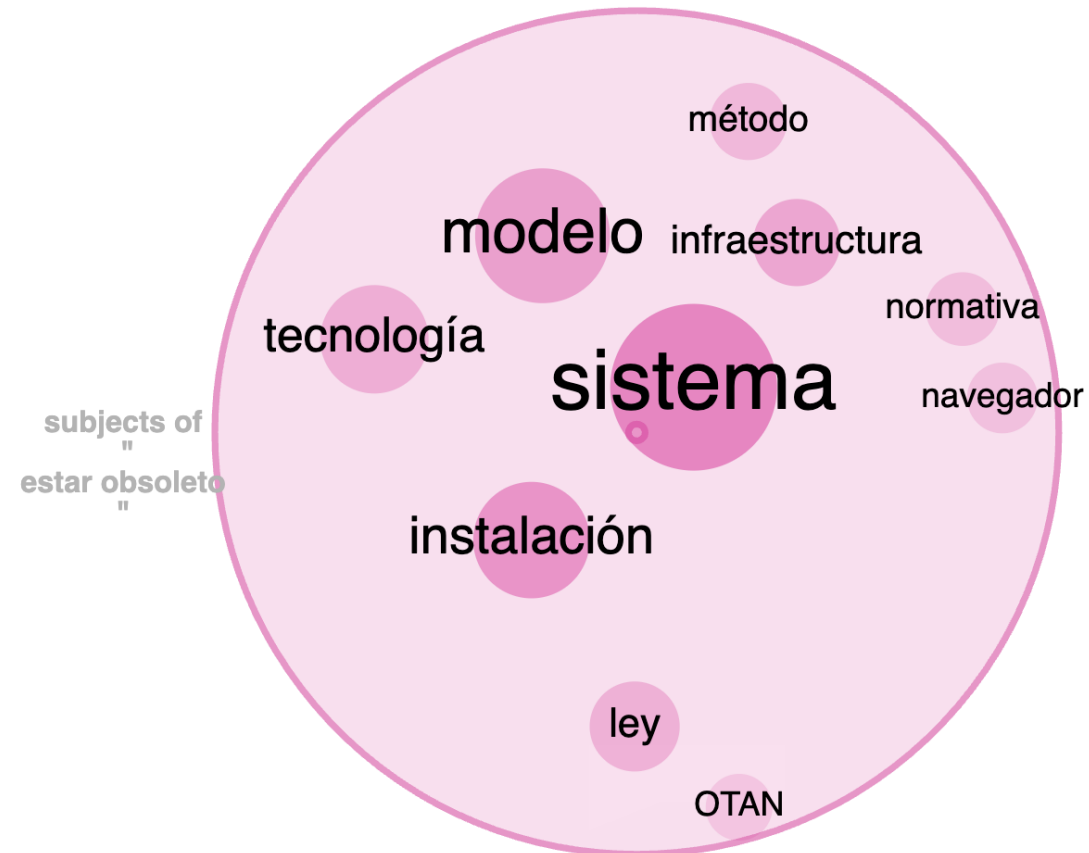 método
modelo
infraestructura
normativa
tecnología
sistema
navegador
subjects of
"
estar obsoleto
"
instalación
ley
OTAN